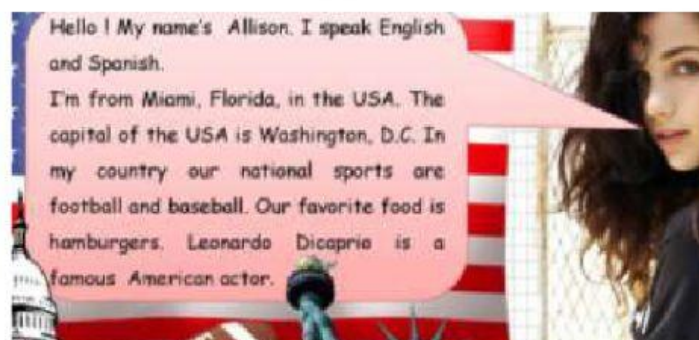 Hello ! My name's Allison. I speak English
and Spanish.
I'm from Miami, Florida, in the USA. The
capital of the USA is Washington, D.C. In
my country our national sports are
football and baseball. Our favorite food is
hamburgers. Leonardo Dicaprio is a
famous American actor.